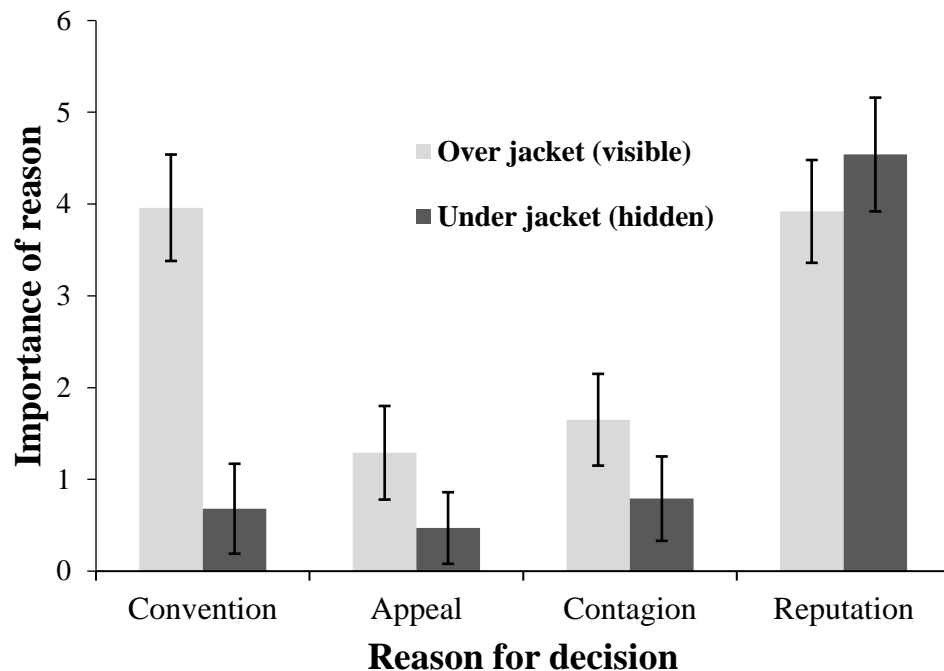 Importance of reason
6
5
4
3
2
1
0
Over jacket (visible)
Under jacket (hidden)
Convention Appeal Contagion Reputation
Reason for decision